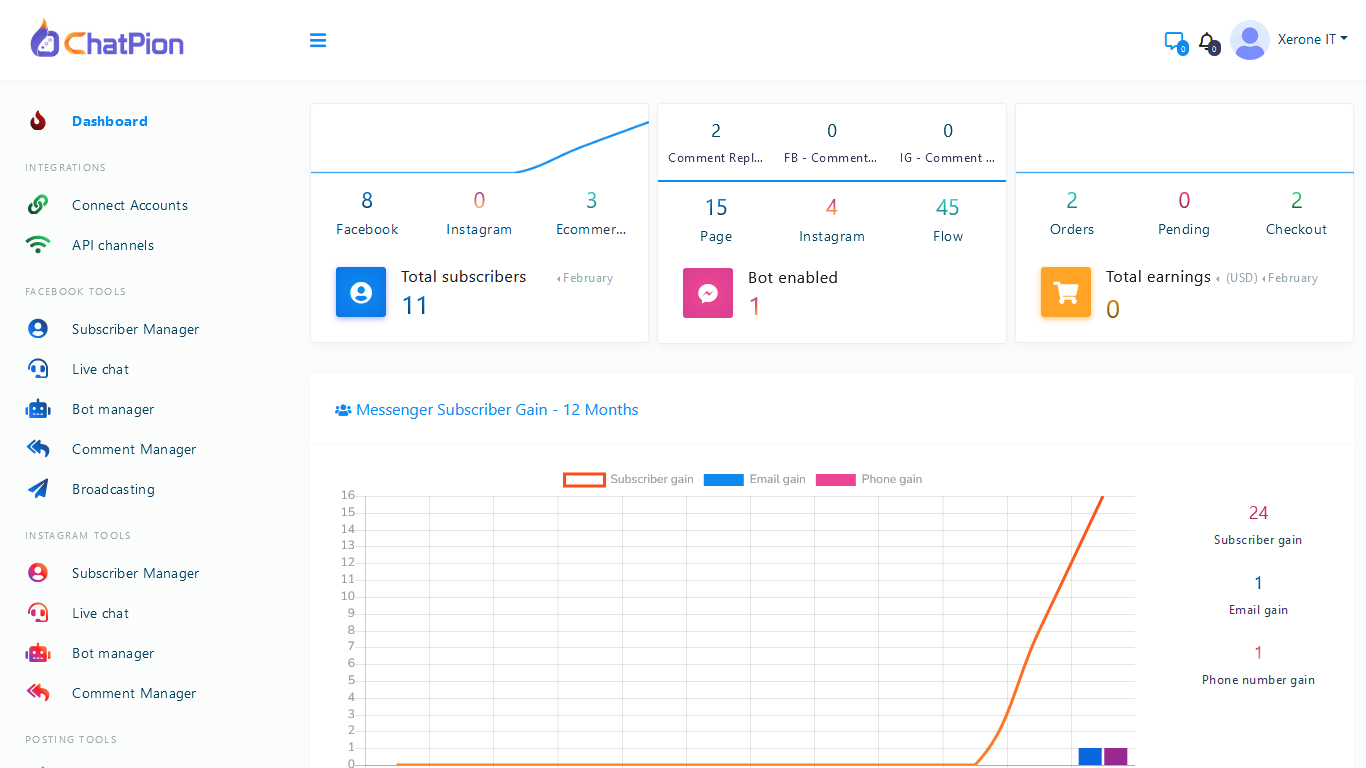 ChatPion
0
0
Xerone IT
Dashboard
INTEGRATIONS
Connect Accounts
API channels
FACEBOOK TOOLS
Subscriber Manager
Live chat
Bot manager
Comment Manager
Broadcasting
INSTAGRAM TOOLS
Subscriber Manager
Live chat
Bot manager
Comment Manager
POSTING TOOLS
8 0 3
Facebook Instagram Ecommer...
Total subscribers February
11
2 0 0
Comment Repl... FB - Comment... IG - Comment ...
15 4 45
Page Instagram Flow
Bot enabled
1
2 0 2
Orders Pending Checkout
Total earnings (USD) February
0
Messenger Subscriber Gain - 12 Months
Subscriber gain Email gain Phone gain
16
15
14
13
12
11
10
9
8
7
6
5
4
3
2
1
0
24
Subscriber gain
1
Email gain
1
Phone number gain